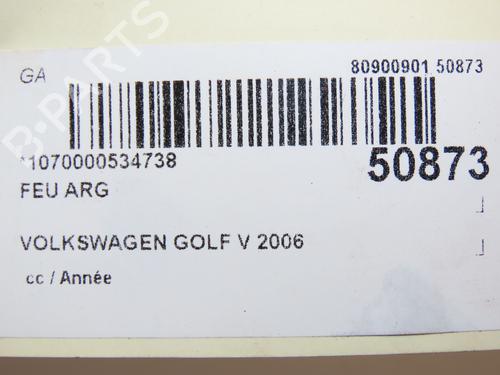 GA
80900901 50873
*1070000534738
50873
FEU ARG
VOLKSWAGEN GOLF V 2006
cc / Année
B-PARTS